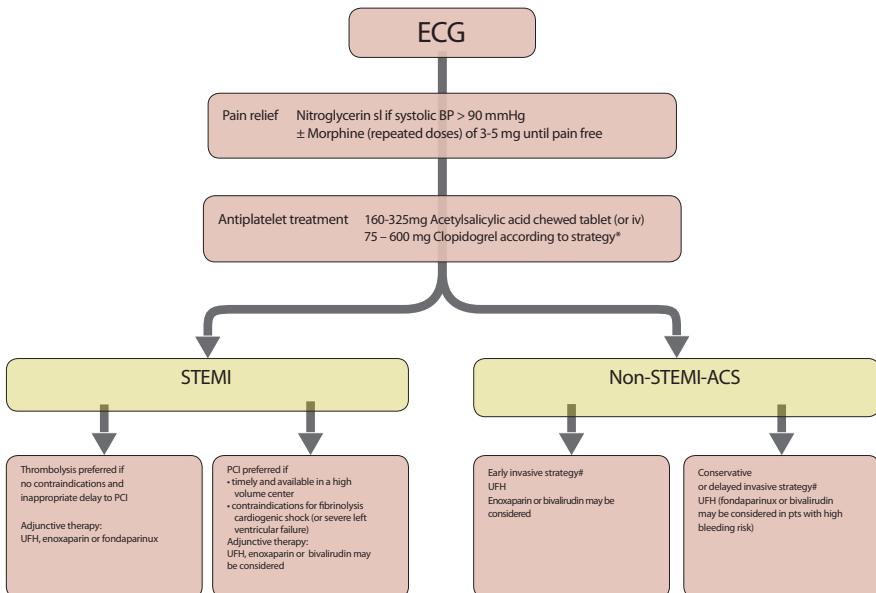 ECG
Pain relief Nitroglycerin sl if systolic BP > 90 mmHg
± Morphine (repeated doses) of 3-5 mg until pain free
Antiplatelet treatment 160-325mg Acetylsalicylic acid chewed tablet (or iv)
75 – 600 mg Clopidogrel according to strategy*
STEMI
Non-STEMI-ACS
Thrombolysis preferred if
no contraindications and
inappropriate delay to PCI
Adjunctive therapy:
UFH, enoxaparin or fondaparinux
PCI preferred if
• timely and available in a high
volume center
• contraindications for fibrinolysis
cardiogenic shock (or severe left
ventricular failure)
Adjunctive therapy:
UFH, enoxaparin or bivalirudin may
be considered
Early invasive strategy#
UFH
Enoxaparin or bivalirudin may be
considered
Conservative
or delayed invasive strategy#
UFH (fondaparinux or bivalirudin
may be considered in pts with high
bleeding risk)